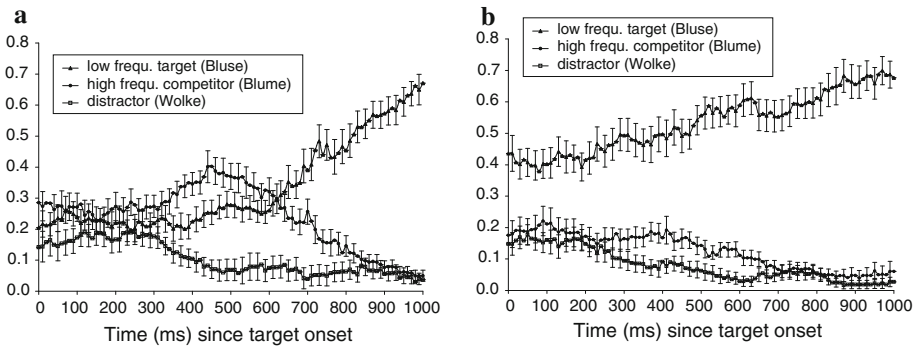 a
0.8
0.7
0.6
0.5
0.4
0.3
0.2
0.1
0.0
low frequ. target (Bluse)
high frequ. competitor (Blume)
distractor (Wolke)
0 100 200 300 400 500 600 700 800 900 1000
Time (ms) since target onset
b
0.8
0.7
0.6
0.5
0.4
0.3
0.2
0.1
0.0
low frequ. target (Bluse)
high frequ. competitor (Blume)
distractor (Wolke)
0 100 200 300 400 500 600 700 800 900 1000
Time (ms) since target onset